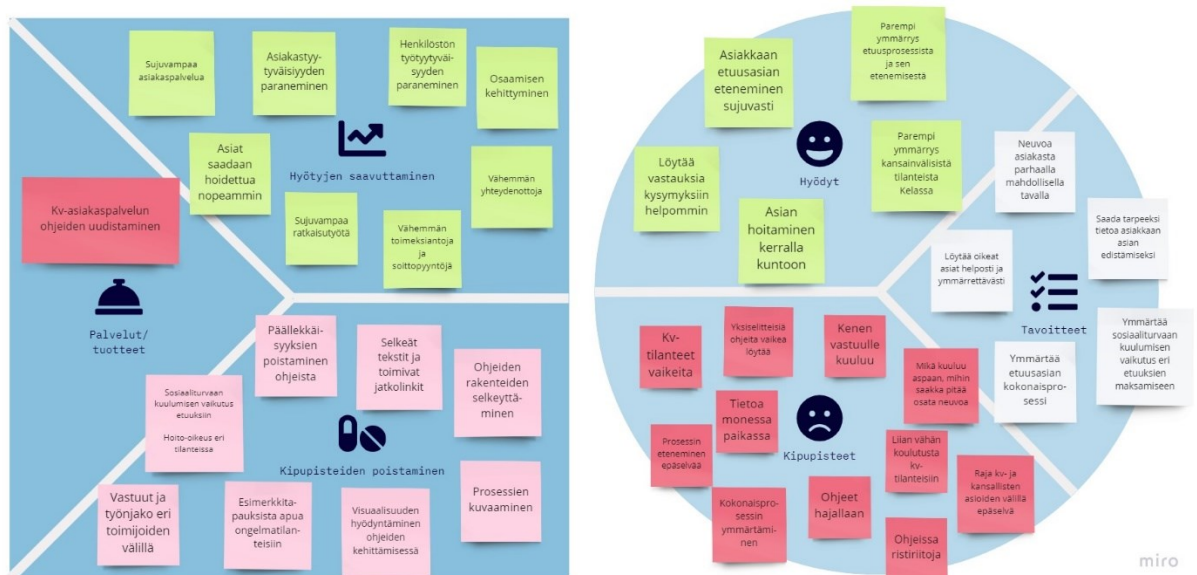 Sujuvampaa
asiakaspalvelua
Asiakastyy-
tyväisyyden
paraneminen
Henkilöstön
työtyytyväi-
syyden
paraneminen
Osaamisen
kehittyminen
Asiat
saadaan
hoidettua
nopeammin
Hyötyjen saavuttaminen
Vähemmän
yhteydenottoja
Sujuvampaa
ratkaisutyötä
Vähemmän
toimeksiantoja
ja
soittopyyntöjä
Kv-asiakaspalvelun
ohjeiden uudistaminen
Palvelut/
tuotteet
Päällekkäi-
syyksien
poistaminen
ohjeista
Selkeät
tekstit ja
toimivat
jatkolinkit
Ohjeiden
rakenteiden
selkeyttä-
minen
Sosiaaliturvaan
kuulumisen vaikutus
etuuksiin
Hoito-oikeus eri
tilanteissa
Kipupisteiden poistaminen
Vastuut ja
työnjako eri
toimijoiden
välillä
Esimerkkita-
pauksista apua
ongelmatilan-
teisiin
Visuaalisuuden
hyödyntäminen
ohjeiden
kehittämisessä
Prosessien
kuvaaminen
Asiakkaan
etuusasian
eteneminen
sujuvasti
Parempi
ymmärrys
etuusprosessista
ja sen
etenemisestä
Löytää
vastauksia
kysymyksiin
helpommin
Hyödyt
Parempi
ymmärrys
kansainvälisistä
tilanteista
Kelassa
Asian
hoitaminen
kerralla
kuntoon
Neuvoa
asiakasta
parhaalla
mahdollisella
tavalla
Saada tarpeeksi
tietoa asiakkaan
asian
edistämiseksi
Löytää oikeat
asiat helposti ja
ymmärrettävästi
Tavoitteet
Ymmärtää
etuusasian
kokonaispro-
sessi
Ymmärtää
sosiaaliturvaan
kuulumisen
vaikutus eri
etuuksien
maksamiseen
Kv-
tilanteet
vaikeita
Yksiselitteisiä
ohjeita vaikea
löytää
Kenen
vastuulle
kuuluu
Mikä kuuluu
aspaan, mihin
saakka pitää
osata neuvoa
Tietoa
monessa
paikassa
Kipupisteet
Prosessin
eteneminen
epäselvää
Liian vähän
koulutusta
kv-
tilanteisiin
Raja kv- ja
kansallisten
asioiden välillä
epäselvä
Kokonaispro-
sessin
ymmärtämi-
nen
Ohjeet
hajallaan
Ohjeissa
ristiriitoja
miro